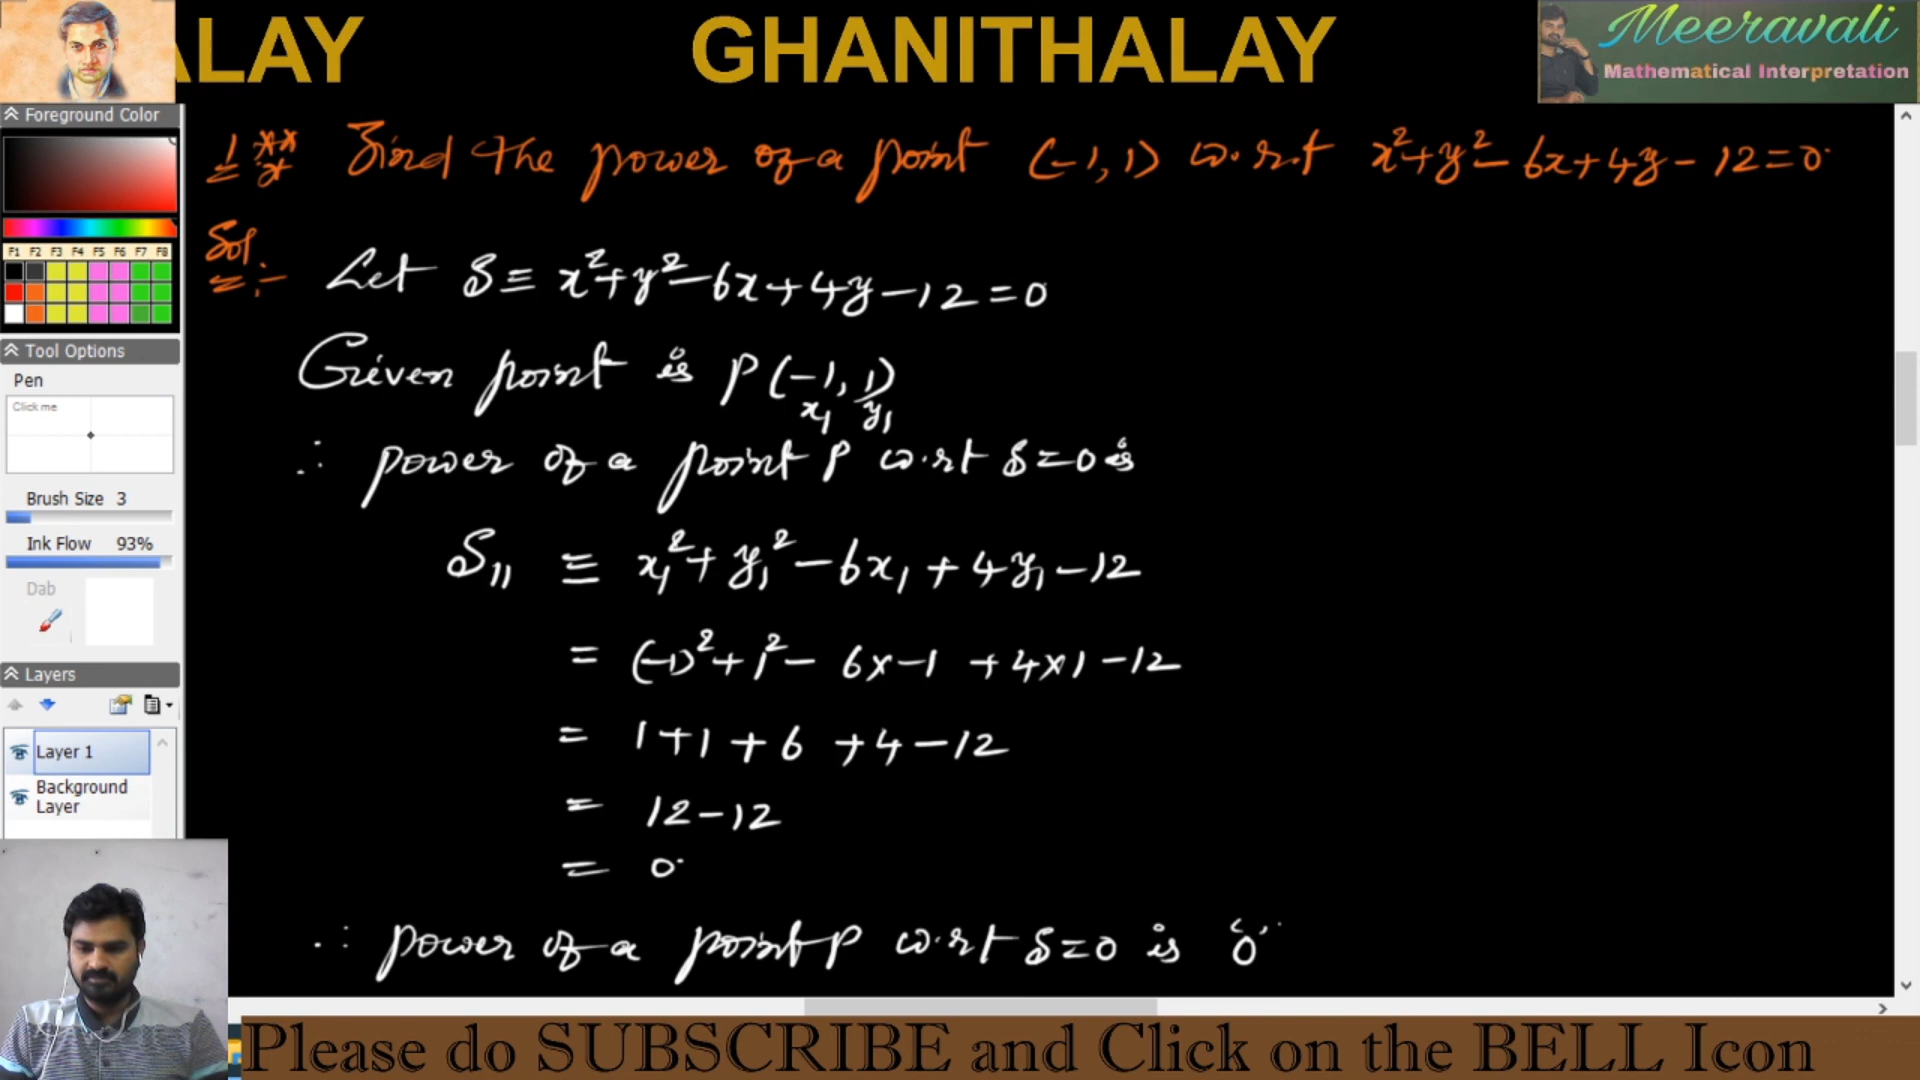 ALAY GHANITHALAY
Meeravali
Mathematical Interpretation
Foreground Color
F1 F2 F3 F4 F5 F6 F7 F8
Tool Options
Pen
Click me
Brush Size 3
Ink Flow 93%
Dab
Layers
Layer 1
Background
Layer
1 *** Find the power of a point (-1, 1) w.r.t x²+y²-6x+4y-12=0.
Sol:-
Let S ≡ x²+y²-6x+4y-12=0
Given point is P(-1, 1)
x₁ y₁
∴ power of a point P w.r.t S=0 is
S₁₁ ≡ x₁²+y₁²-6x₁+4y₁-12
= (-1)²+1²- 6×-1 +4×1-12
= 1+1+6 +4-12
= 12-12
= 0.
∴ power of a point P w.r.t S=0 is '0'
Please do SUBSCRIBE and Click on the BELL Icon